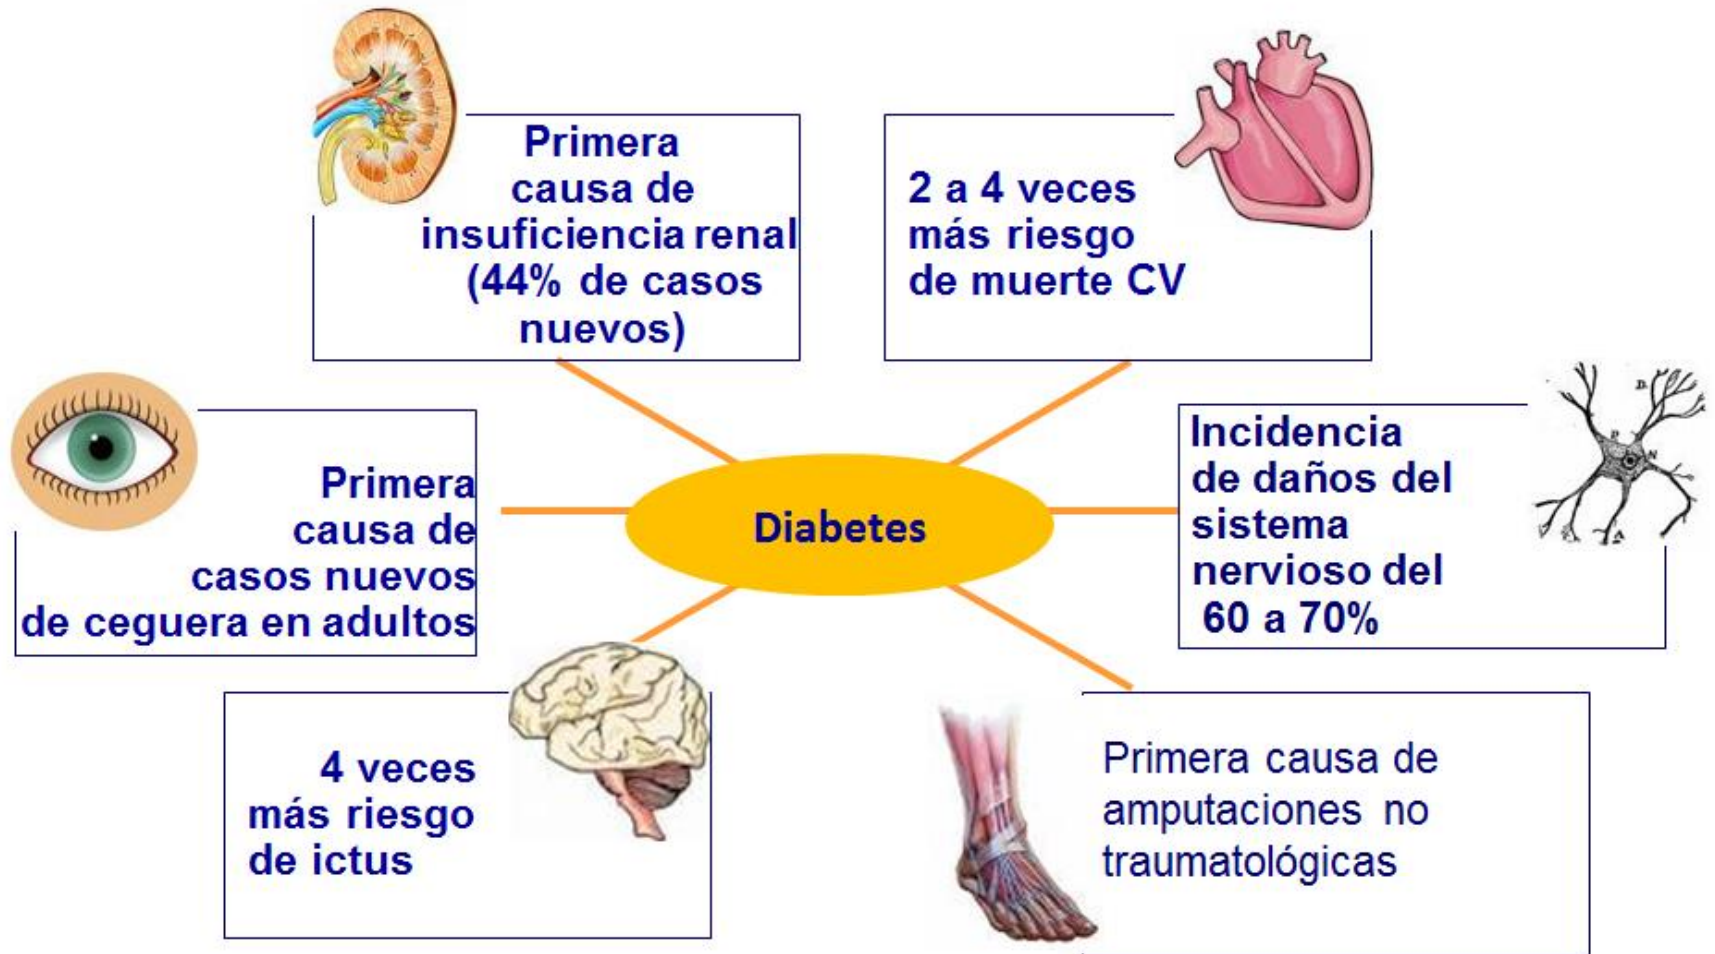 Primera
causa de
insuficiencia renal
(44% de casos
nuevos)
2 a 4 veces
más riesgo
de muerte CV
Primera
causa de
casos nuevos
de ceguera en adultos
Diabetes
Incidencia
de daños del
sistema
nervioso del
60 a 70%
4 veces
más riesgo
de ictus
Primera causa de
amputaciones no
traumatológicas